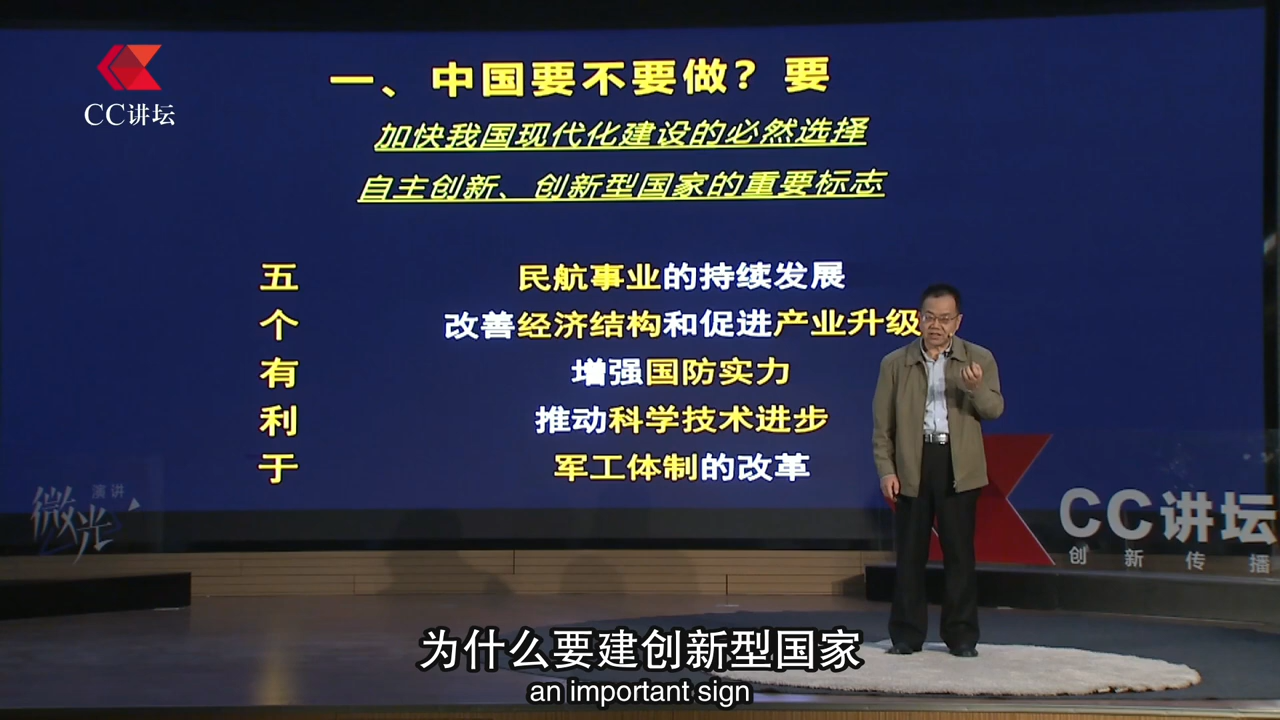 CC讲坛
一、中国要不要做？要
加快我国现代化建设的必然选择
自主创新、创新型国家的重要标志
五个有利于
民航事业的持续发展
改善经济结构和促进产业升级
增强国防实力
推动科学技术进步
军工体制的改革
微光
演讲
CC讲坛
创新传播
为什么要建创新型国家
an important sign